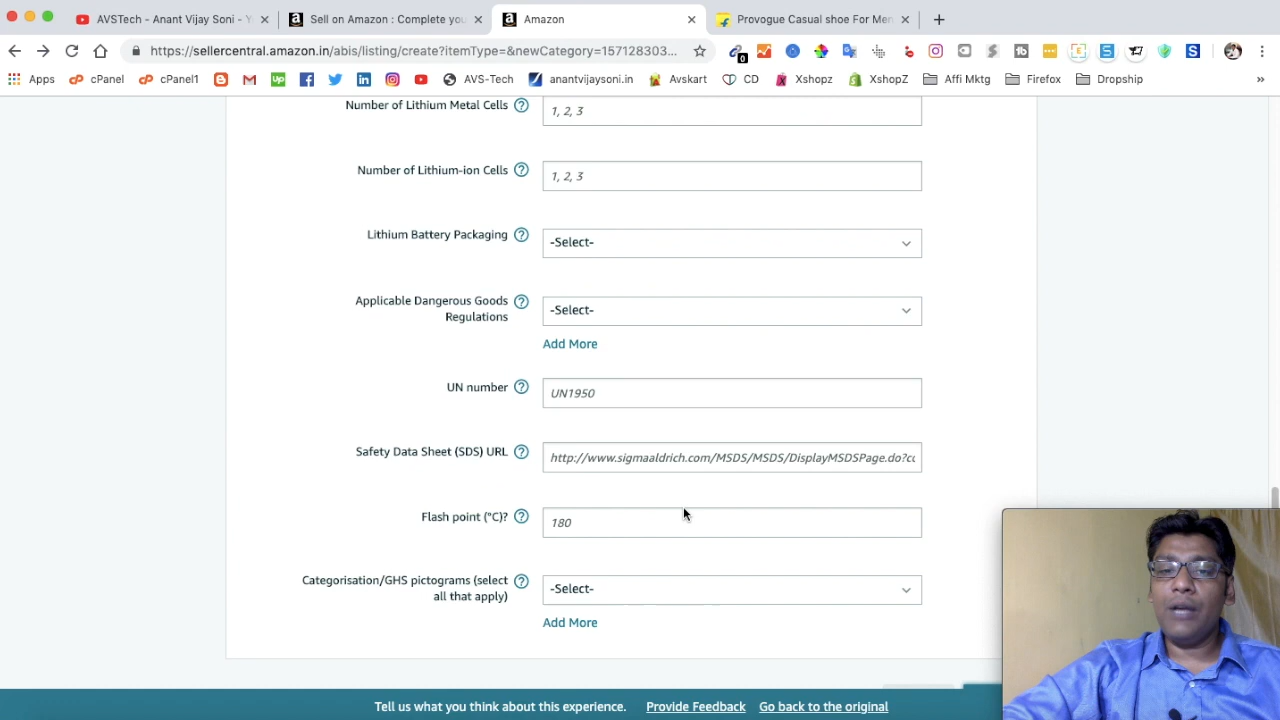 AVSTech - Anant Vijay Soni - Y
Sell on Amazon : Complete you
Amazon
Provogue Casual shoe For Men
https://sellercentral.amazon.in/abis/listing/create?itemType=&newCategory=157128303...
0
Apps
cPanel
cPanel1
AVS-Tech
anantvijaysoni.in
Avskart
CD
Xshopz
XshopZ
Affi Mktg
Firefox
Dropship
»
Number of Lithium Metal Cells
1, 2, 3
Number of Lithium-ion Cells
1, 2, 3
Lithium Battery Packaging
-Select-
Applicable Dangerous Goods
Regulations
-Select-
Add More
UN number
UN1950
Safety Data Sheet (SDS) URL
http://www.sigmaaldrich.com/MSDS/MSDS/DisplayMSDSPage.do?co
Flash point (°C)?
180
Categorisation/GHS pictograms (select
all that apply)
-Select-
Add More
Tell us what you think about this experience. Provide Feedback Go back to the original